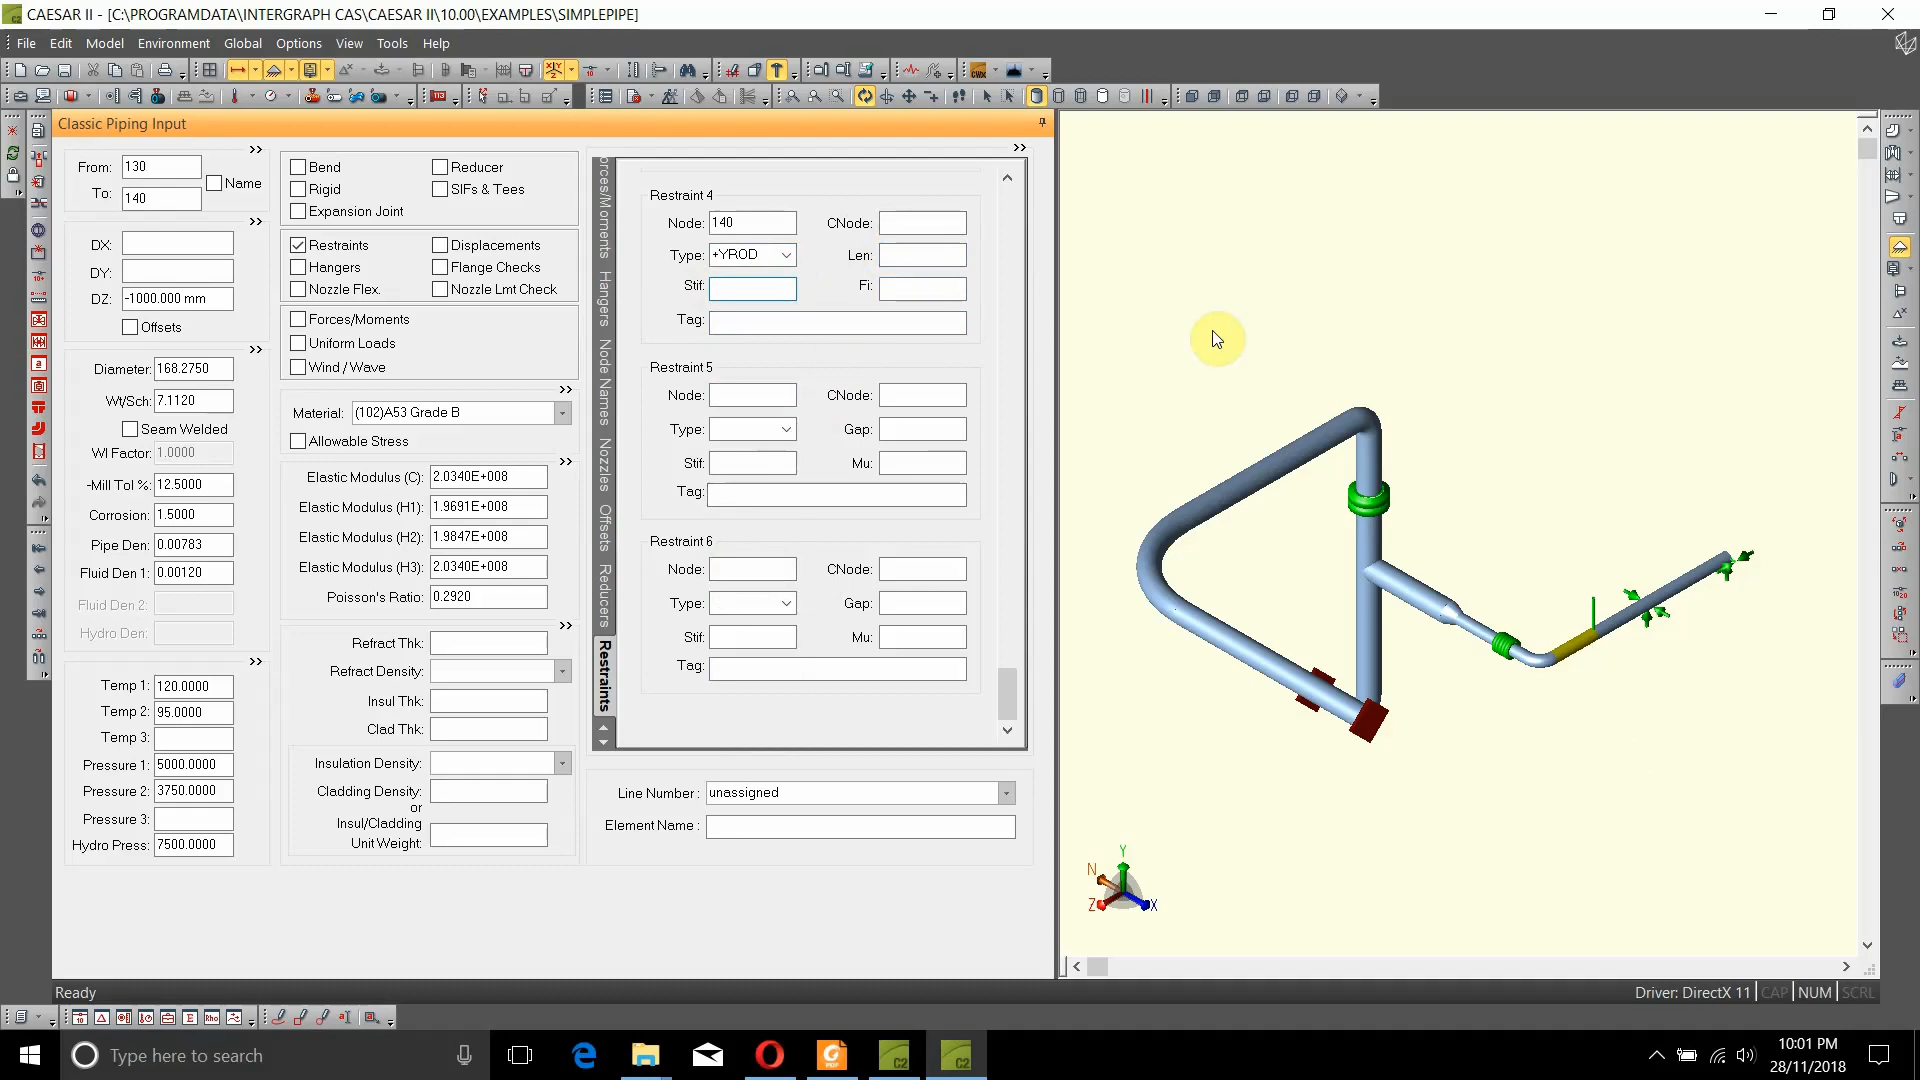 CAESAR II - [C:\PROGRAMDATA\INTERGRAPH CAS\CAESAR II\10.00\EXAMPLES\SIMPLEPIPE]
File Edit Model Environment Global Options View Tools Help
Classic Piping Input
From: 130
To: 140
Name
DX:
DY:
DZ: -1000.000 mm
Offsets
Diameter: 168.2750
Wt/Sch: 7.1120
Seam Welded
WI Factor: 1.0000
-Mill Tol %: 12.5000
Corrosion: 1.5000
Pipe Den: 0.00783
Fluid Den 1: 0.00120
Fluid Den 2:
Hydro Den:
Temp 1: 120.0000
Temp 2: 95.0000
Temp 3:
Pressure 1: 5000.0000
Pressure 2: 3750.0000
Pressure 3:
Hydro Press: 7500.0000
Bend Reducer
Rigid SIFs & Tees
Expansion Joint
Restraints Displacements
Hangers Flange Checks
Nozzle Flex. Nozzle Lmt Check
Forces/Moments
Uniform Loads
Wind / Wave
Material: (102)A53 Grade B
Allowable Stress
Elastic Modulus (C): 2.0340E+008
Elastic Modulus (H1): 1.9691E+008
Elastic Modulus (H2): 1.9847E+008
Elastic Modulus (H3): 2.0340E+008
Poisson's Ratio: 0.2920
Refract Thk:
Refract Density:
Insul Thk:
Clad Thk:
Insulation Density:
Cladding Density:
or
Insul/Cladding
Unit Weight:
orces/Moments
Hangers
Node Names
Nozzles
Offsets
Reducers
Restraints
Restraint 4
Node: 140 CNode:
Type: +YROD Len:
Stif: Fi:
Tag:
Restraint 5
Node: CNode:
Type: Gap:
Stif: Mu:
Tag:
Restraint 6
Node: CNode:
Type: Gap:
Stif: Mu:
Tag:
Line Number: unassigned
Element Name:
Y
N
Z
X
Ready
Driver: DirectX 11 CAP NUM SCRL
Type here to search
10:01 PM
28/11/2018